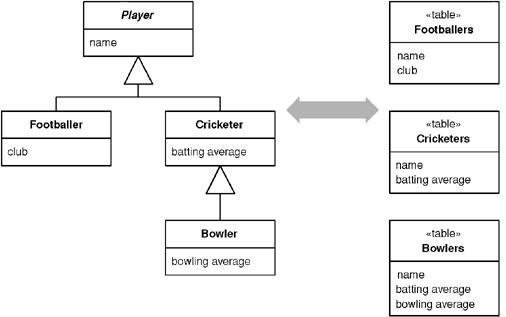 Player
name
Footballer
club
Cricketer
batting average
Bowler
bowling average
«table»
Footballers
name
club
«table»
Cricketers
name
batting average
«table»
Bowlers
name
batting average
bowling average